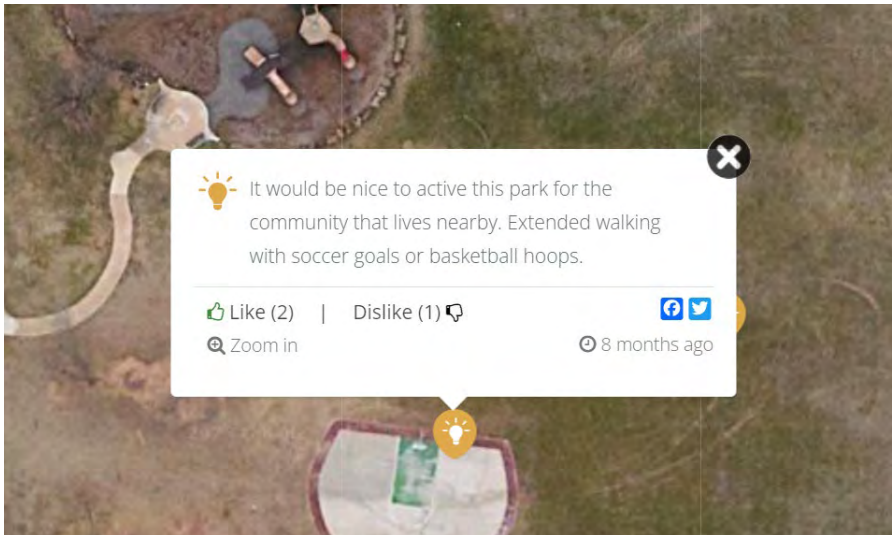 It would be nice to active this park for the
community that lives nearby. Extended walking
with soccer goals or basketball hoops.
Like (2) | Dislike (1)
Zoom in 8 months ago